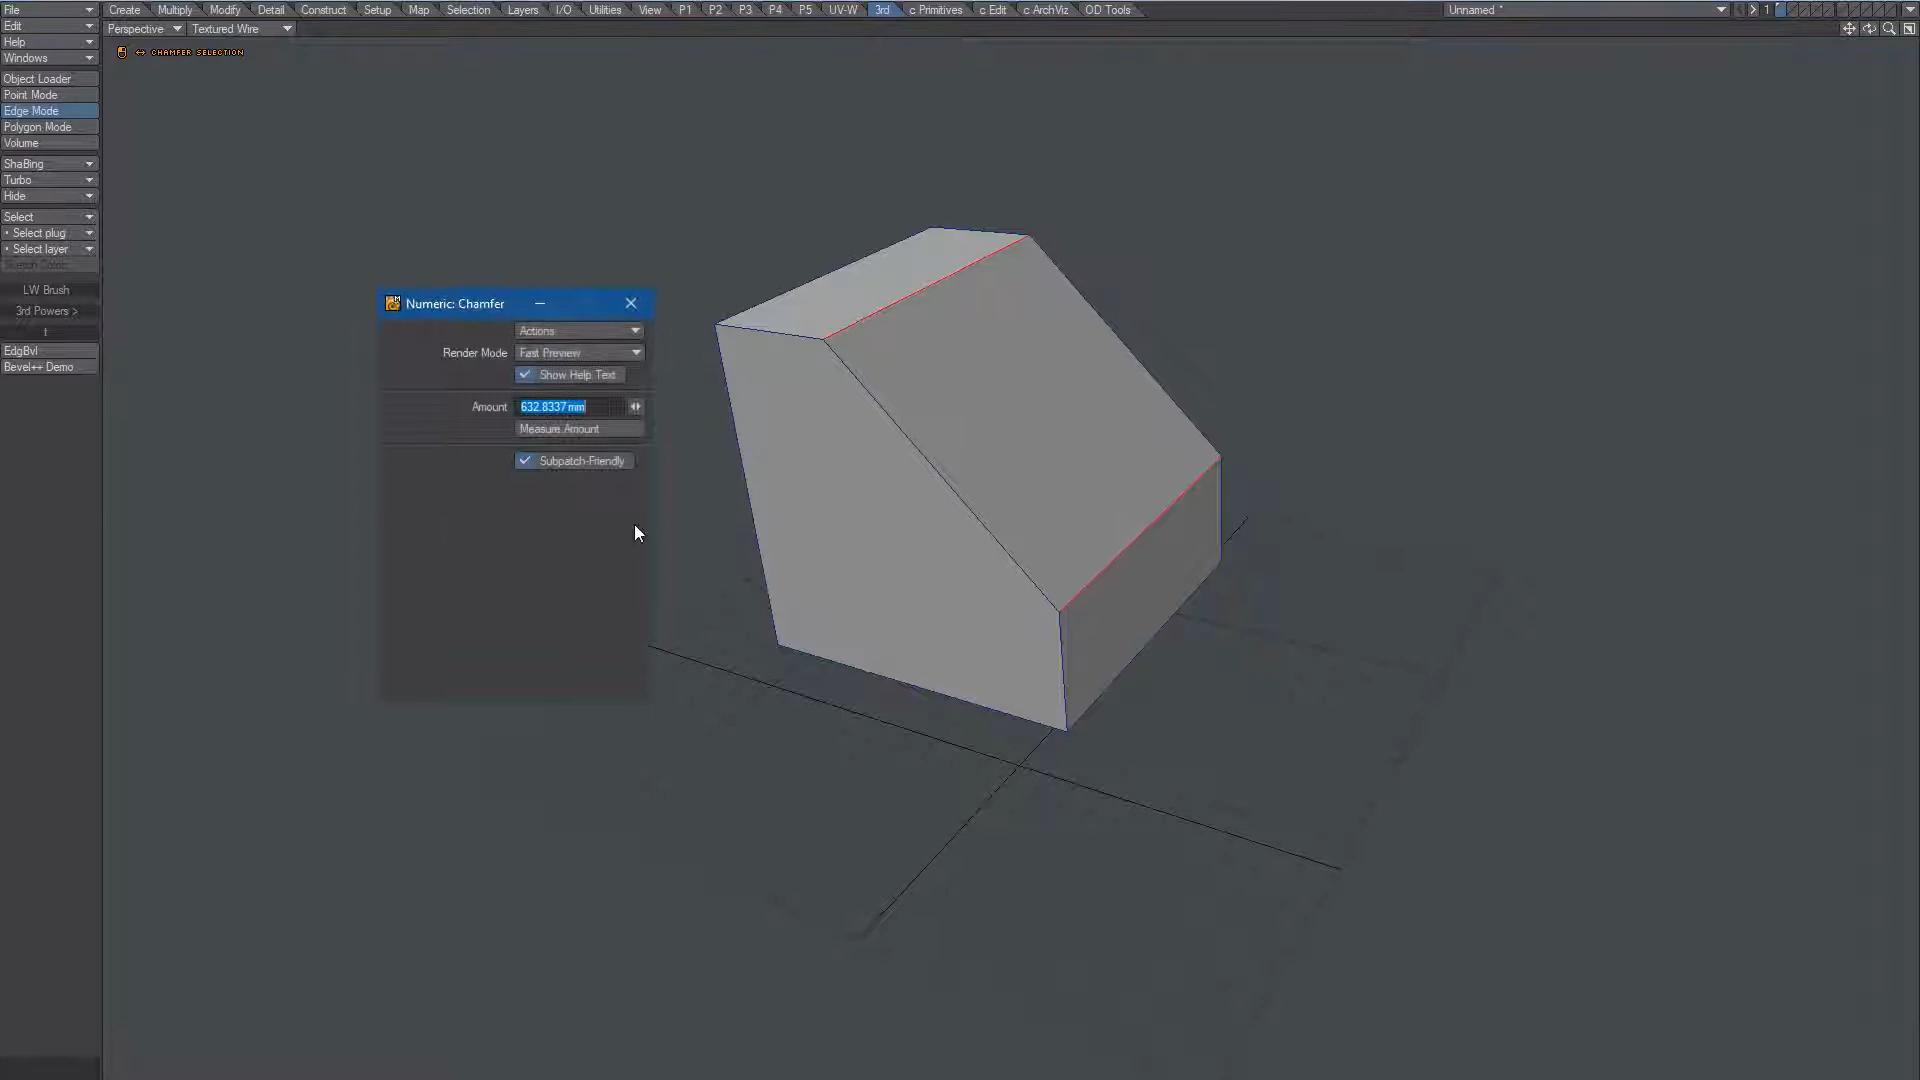 File Create Multiply Modify Detail Construct Setup Map Selection Layers I/O Utilities View P1 P2 P3 P4 P5 UV-W 3rd c Primitives c Edit c ArchViz OD Tools Unnamed * 1
Edit Perspective Textured Wire
Help
CHAMFER SELECTION
Windows
Object Loader
Point Mode
Edge Mode
Polygon Mode
Volume
ShaBing
Turbo
Hide
Select
• Select plug
• Select layer
LW Brush
3rd Powers >
t
EdgBvl
Bevel++ Demo
Numeric: Chamfer
Actions
Render Mode Fast Preview
Show Help Text
Amount 632.8337 mm
Measure Amount
Subpatch-Friendly